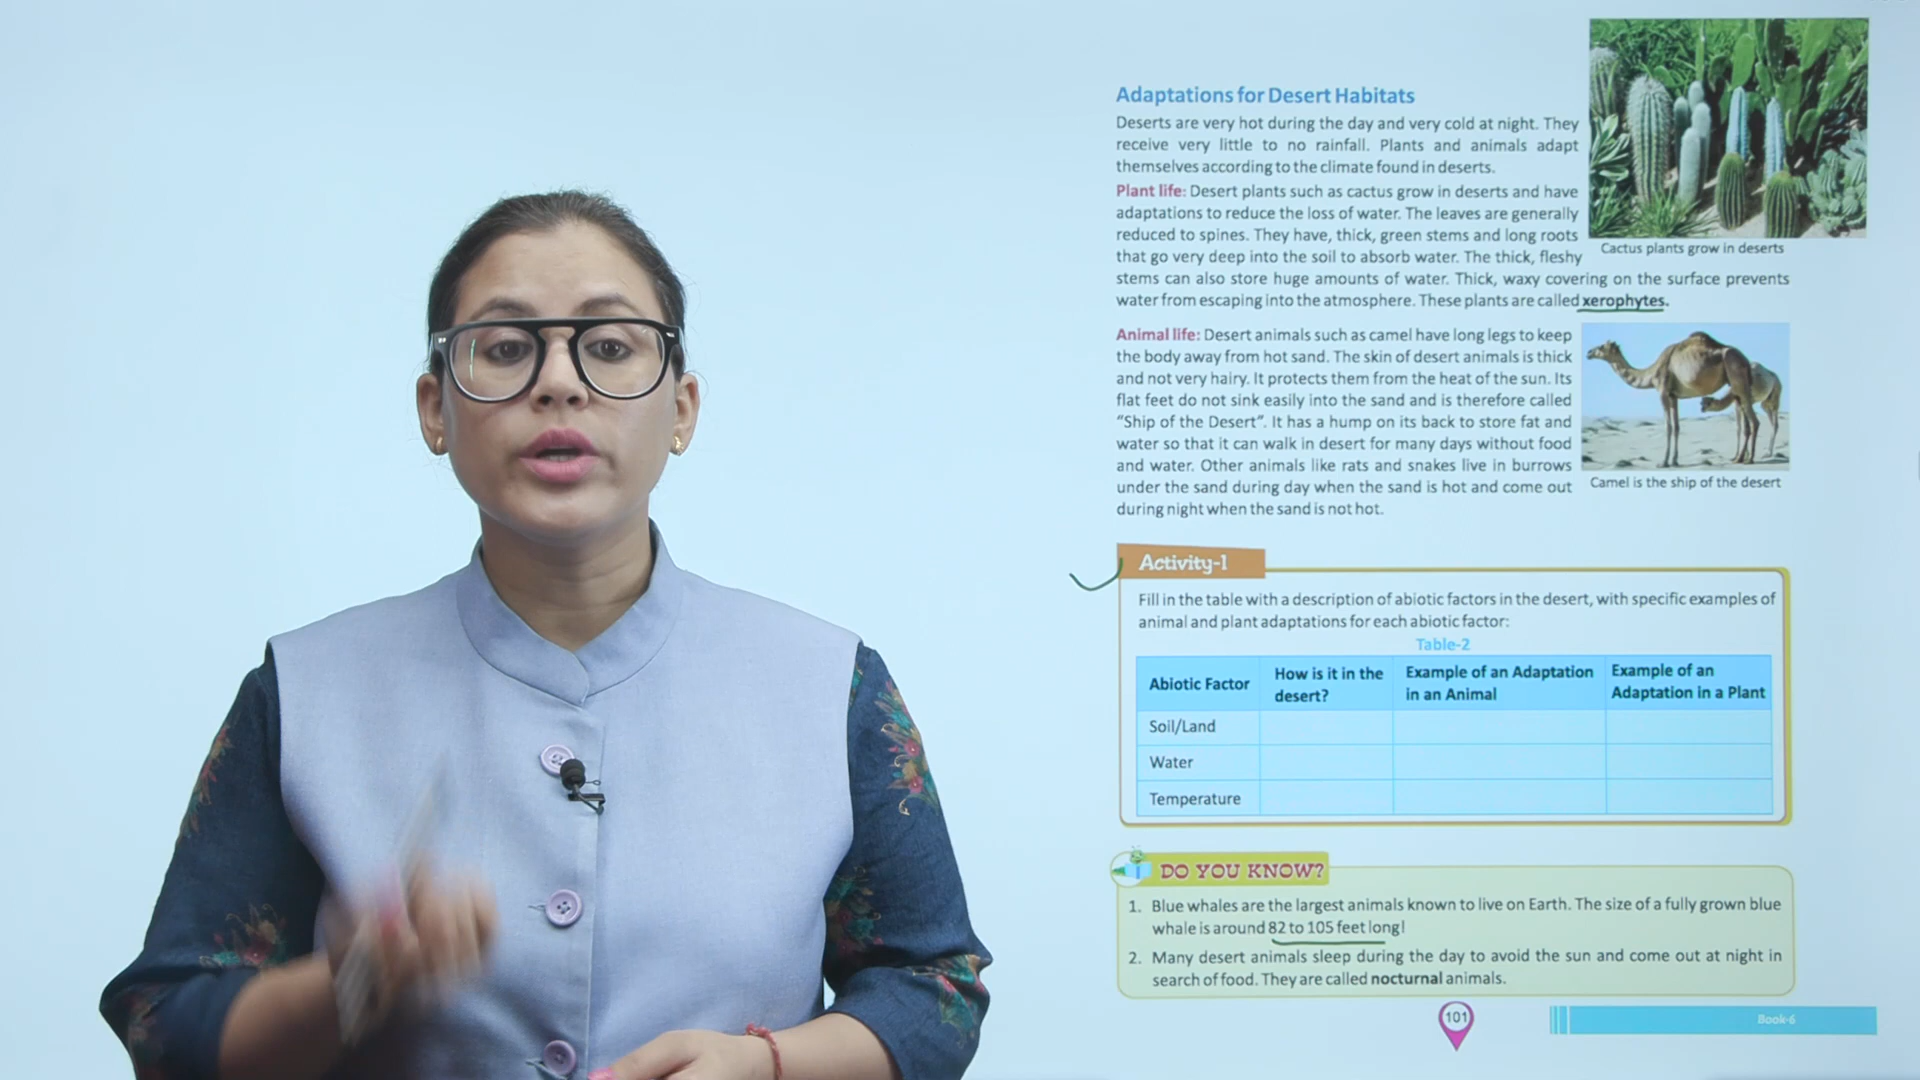 Adaptations for Desert Habitats
Deserts are very hot during the day and very cold at night. They
receive very little to no rainfall. Plants and animals adapt
themselves according to the climate found in deserts.
Plant life: Desert plants such as cactus grow in deserts and have
adaptations to reduce the loss of water. The leaves are generally
reduced to spines. They have, thick, green stems and long roots
that go very deep into the soil to absorb water. The thick, fleshy
stems can also store huge amounts of water. Thick, waxy covering on the surface prevents
water from escaping into the atmosphere. These plants are called xerophytes.
Cactus plants grow in deserts
Animal life: Desert animals such as camel have long legs to keep
the body away from hot sand. The skin of desert animals is thick
and not very hairy. It protects them from the heat of the sun. Its
flat feet do not sink easily into the sand and is therefore called
"Ship of the Desert". It has a hump on its back to store fat and
water so that it can walk in desert for many days without food
and water. Other animals like rats and snakes live in burrows
under the sand during day when the sand is hot and come out
during night when the sand is not hot.
Camel is the ship of the desert
Activity-1
Fill in the table with a description of abiotic factors in the desert, with specific examples of
animal and plant adaptations for each abiotic factor:
Table-2
Abiotic Factor How is it in the desert? Example of an Adaptation in an Animal Example of an Adaptation in a Plant
Soil/Land
Water
Temperature
DO YOU KNOW?
1. Blue whales are the largest animals known to live on Earth. The size of a fully grown blue
whale is around 82 to 105 feet long!
2. Many desert animals sleep during the day to avoid the sun and come out at night in
search of food. They are called nocturnal animals.
101
Book-6